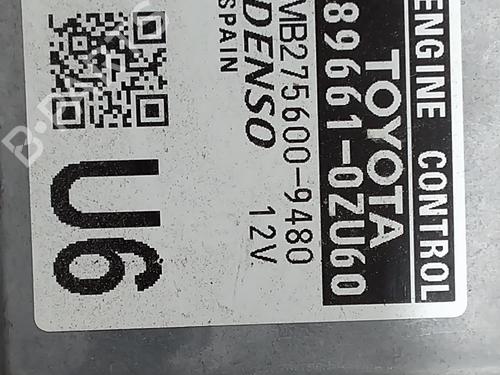 ENGINE CONTROL
TOYOTA
89661-0ZU60
MB275600-9480
DENSO 12V
SPAIN
U6